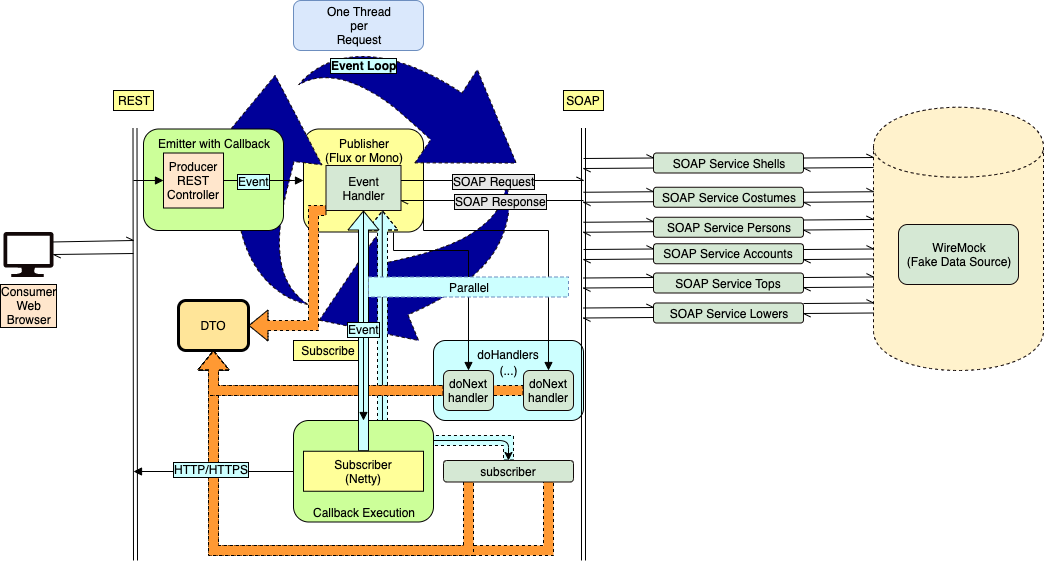 One Thread
per
Request
Event Loop
REST
SOAP
Emitter with Callback
Producer
REST
Controller
Event
Publisher
(Flux or Mono)
Event
Handler
SOAP Request
SOAP Response
SOAP Service Shells
SOAP Service Costumes
SOAP Service Persons
SOAP Service Accounts
SOAP Service Tops
SOAP Service Lowers
WireMock
(Fake Data Source)
Consumer
Web
Browser
Parallel
DTO
Event
Subscribe
doHandlers
(...)
doNext
handler
doNext
handler
HTTP/HTTPS
Subscriber
(Netty)
Callback Execution
subscriber